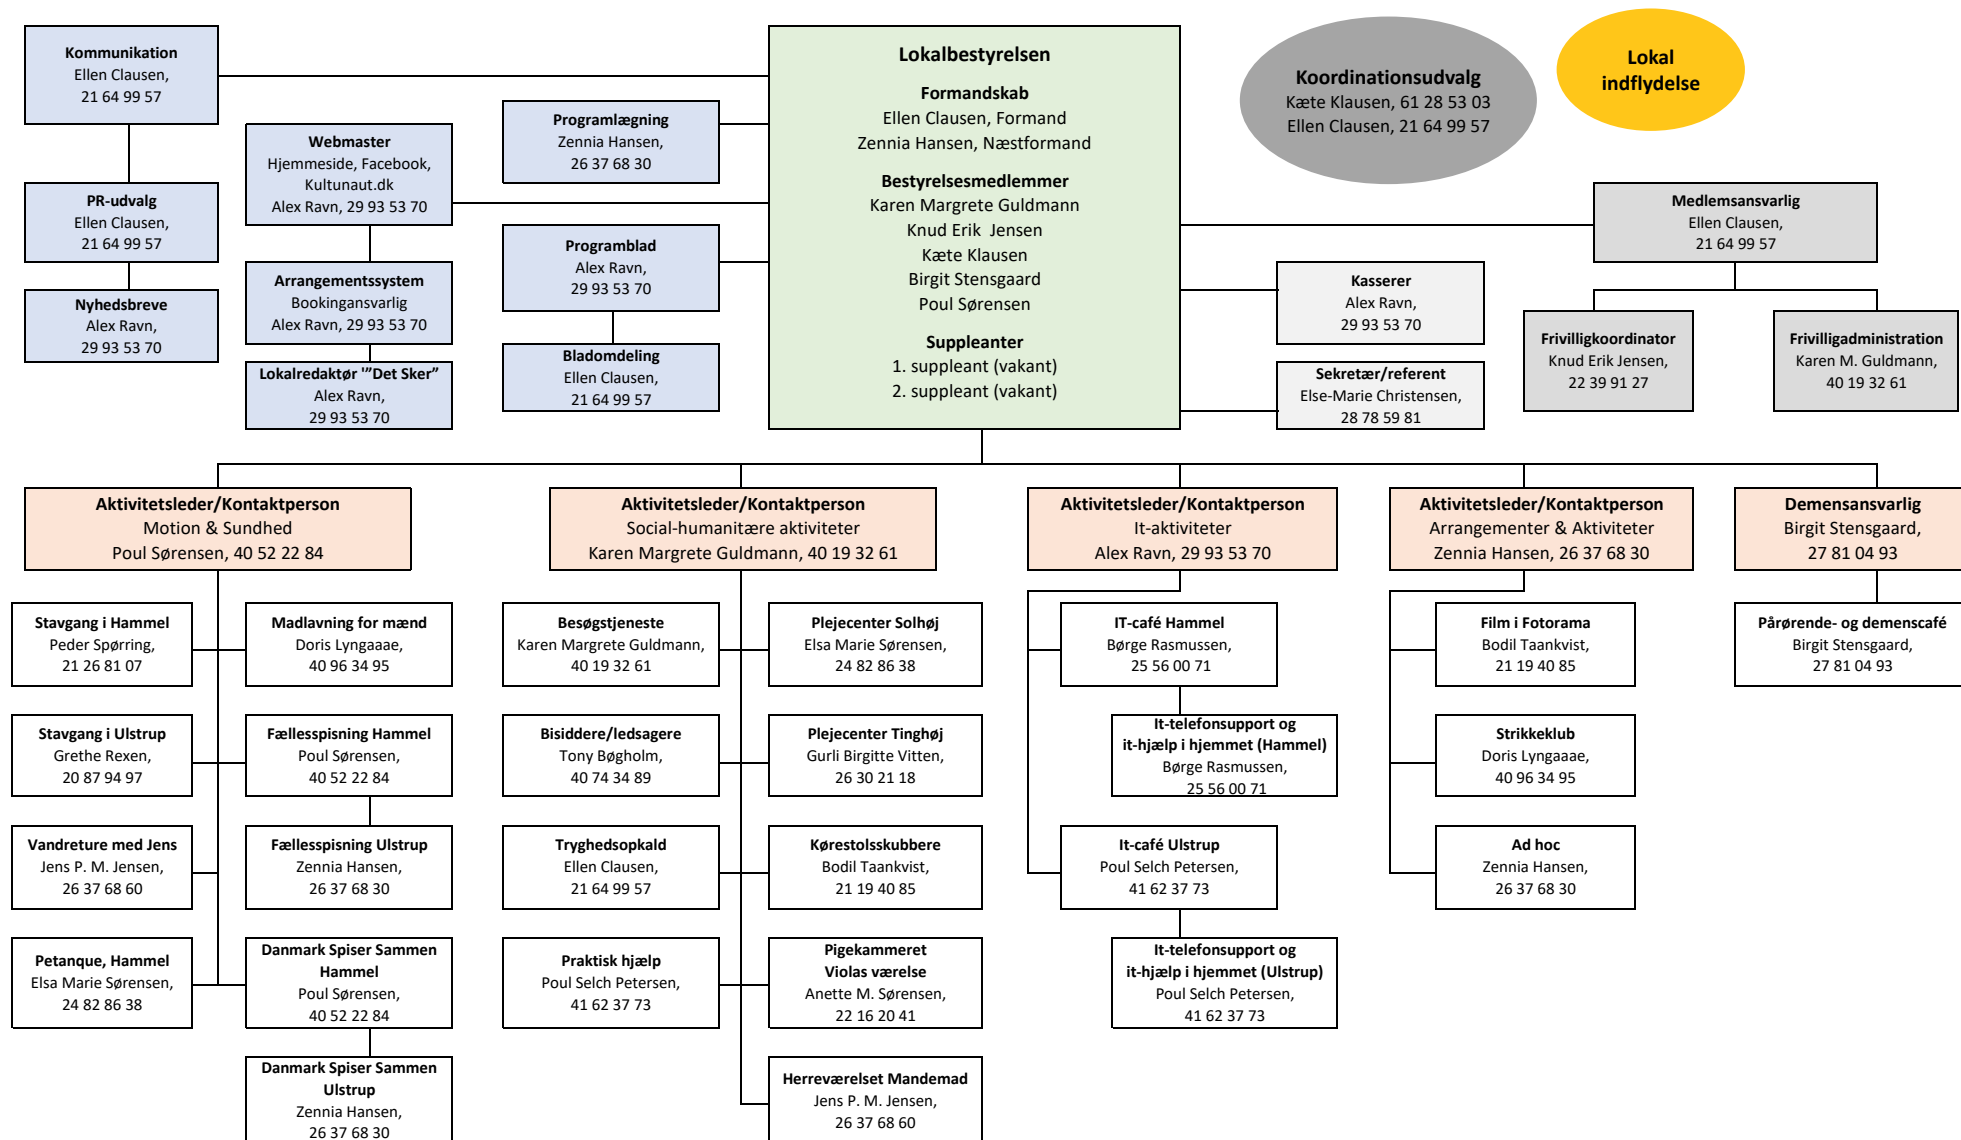 Kommunikation
Ellen Clausen,
21 64 99 57
PR-udvalg
Ellen Clausen,
21 64 99 57
Nyhedsbreve
Alex Ravn,
29 93 53 70
Webmaster
Hjemmeside, Facebook,
Kultunaut.dk
Alex Ravn, 29 93 53 70
Arrangementssystem
Bookingansvarlig
Alex Ravn, 29 93 53 70
Lokalredaktør '"Det Sker”
Alex Ravn,
29 93 53 70
Programlægning
Zennia Hansen,
26 37 68 30
Programblad
Alex Ravn,
29 93 53 70
Bladomdeling
Ellen Clausen,
21 64 99 57
Lokalbestyrelsen
Formandskab
Ellen Clausen, Formand
Zennia Hansen, Næstformand
Bestyrelsesmedlemmer
Karen Margrete Guldmann
Knud Erik  Jensen
Kæte Klausen
Birgit Stensgaard
Poul Sørensen
Suppleanter
1. suppleant (vakant)
2. suppleant (vakant)
Koordinationsudvalg
Kæte Klausen, 61 28 53 03
Ellen Clausen, 21 64 99 57
Lokal
indflydelse
Medlemsansvarlig
Ellen Clausen,
21 64 99 57
Kasserer
Alex Ravn,
29 93 53 70
Sekretær/referent
Else-Marie Christensen,
28 78 59 81
Frivilligkoordinator
Knud Erik Jensen,
22 39 91 27
Frivilligadministration
Karen M. Guldmann,
40 19 32 61
Aktivitetsleder/Kontaktperson
Motion & Sundhed
Poul Sørensen, 40 52 22 84
Stavgang i Hammel
Peder Spørring,
21 26 81 07
Madlavning for mænd
Doris Lyngaaae,
40 96 34 95
Stavgang i Ulstrup
Grethe Rexen,
20 87 94 97
Fællesspisning Hammel
Poul Sørensen,
40 52 22 84
Vandreture med Jens
Jens P. M. Jensen,
26 37 68 60
Fællesspisning Ulstrup
Zennia Hansen,
26 37 68 30
Petanque, Hammel
Elsa Marie Sørensen,
24 82 86 38
Danmark Spiser Sammen
Hammel
Poul Sørensen,
40 52 22 84
Danmark Spiser Sammen
Ulstrup
Zennia Hansen,
26 37 68 30
Aktivitetsleder/Kontaktperson
Social-humanitære aktiviteter
Karen Margrete Guldmann, 40 19 32 61
Besøgstjeneste
Karen Margrete Guldmann,
40 19 32 61
Plejecenter Solhøj
Elsa Marie Sørensen,
24 82 86 38
Bisiddere/ledsagere
Tony Bøgholm,
40 74 34 89
Plejecenter Tinghøj
Gurli Birgitte Vitten,
26 30 21 18
Tryghedsopkald
Ellen Clausen,
21 64 99 57
Kørestolsskubbere
Bodil Taankvist,
21 19 40 85
Praktisk hjælp
Poul Selch Petersen,
41 62 37 73
Pigekammeret
Violas værelse
Anette M. Sørensen,
22 16 20 41
Herreværelset Mandemad
Jens P. M. Jensen,
26 37 68 60
Aktivitetsleder/Kontaktperson
It-aktiviteter
Alex Ravn, 29 93 53 70
IT-café Hammel
Børge Rasmussen,
25 56 00 71
It-telefonsupport og
it-hjælp i hjemmet (Hammel)
Børge Rasmussen,
25 56 00 71
It-café Ulstrup
Poul Selch Petersen,
41 62 37 73
It-telefonsupport og
it-hjælp i hjemmet (Ulstrup)
Poul Selch Petersen,
41 62 37 73
Aktivitetsleder/Kontaktperson
Arrangementer & Aktiviteter
Zennia Hansen, 26 37 68 30
Film i Fotorama
Bodil Taankvist,
21 19 40 85
Strikkeklub
Doris Lyngaaae,
40 96 34 95
Ad hoc
Zennia Hansen,
26 37 68 30
Demensansvarlig
Birgit Stensgaard,
27 81 04 93
Pårørende- og demenscafé
Birgit Stensgaard,
27 81 04 93